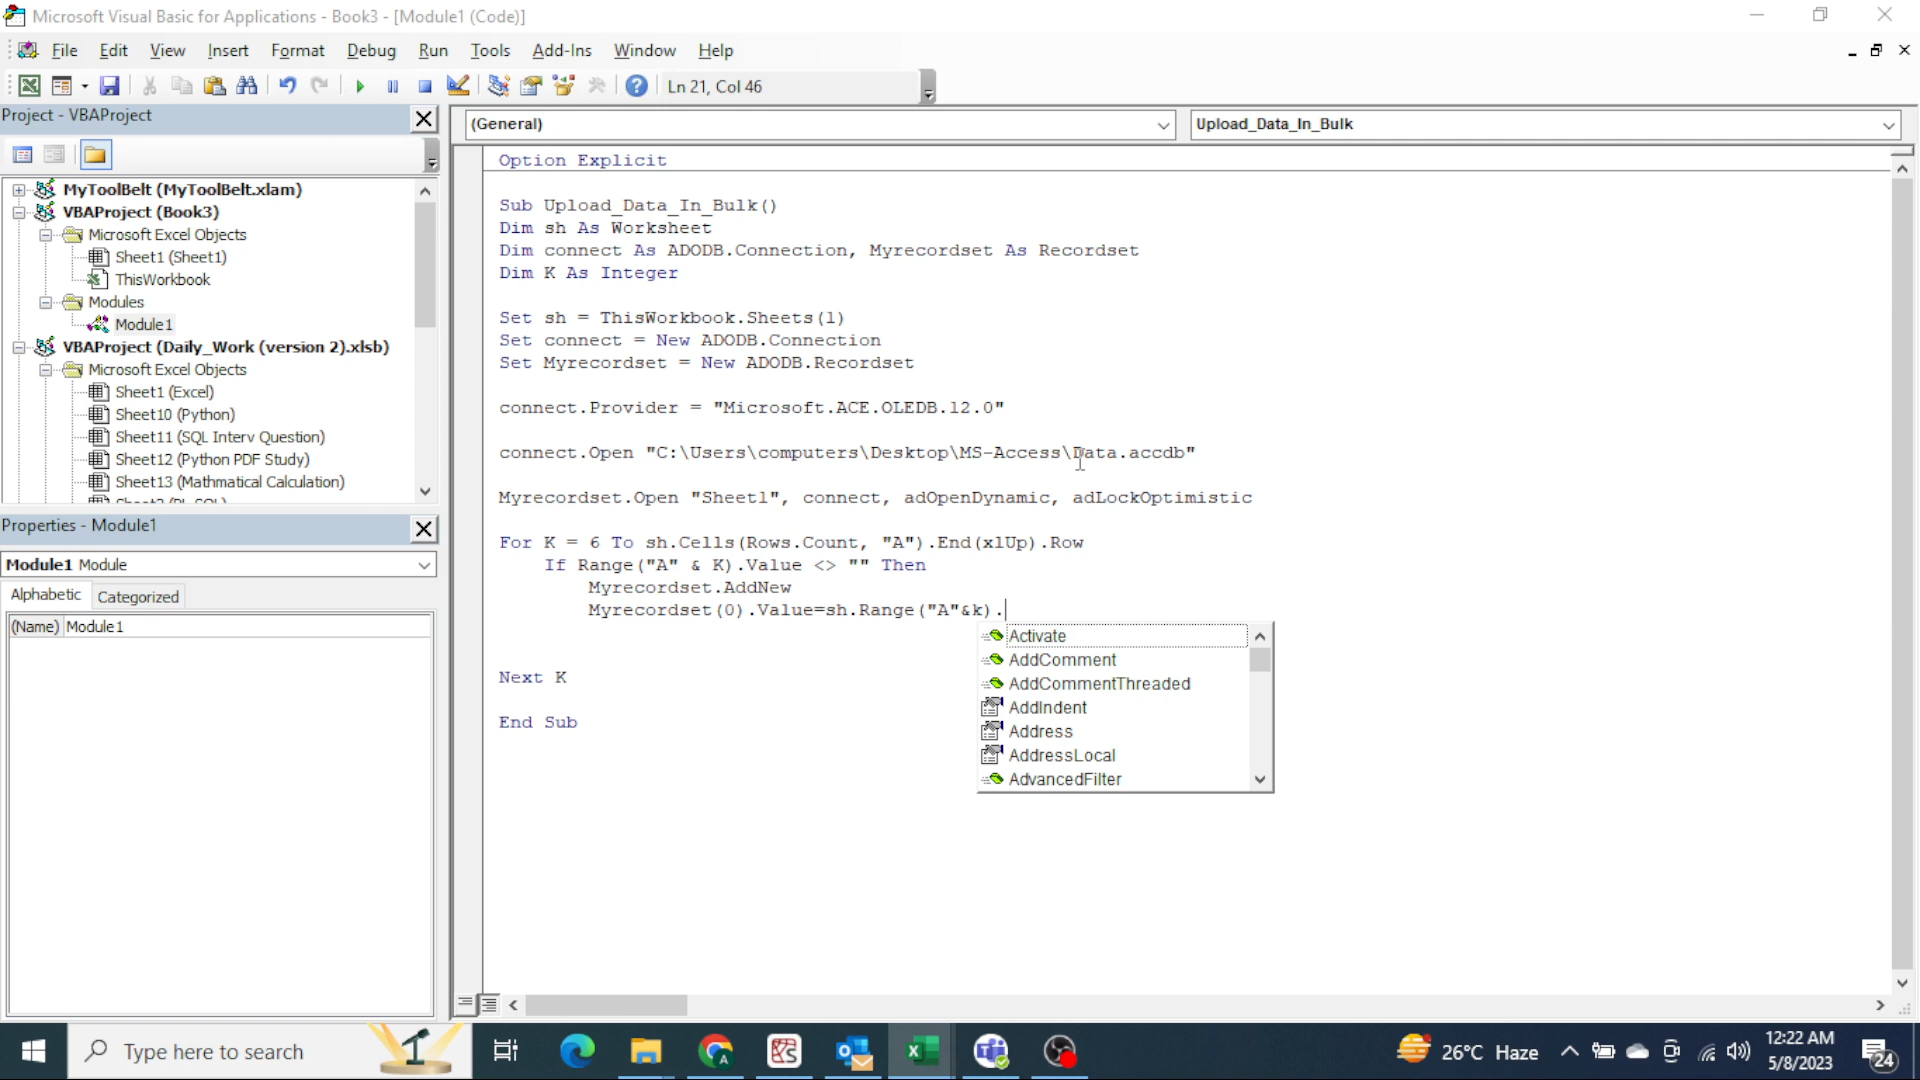 Microsoft Visual Basic for Applications - Book3 - [Module1 (Code)]
File Edit View Insert Format Debug Run Tools Add-Ins Window Help
Ln 21, Col 46
Project - VBAProject
(General)
Upload_Data_In_Bulk
MyToolBelt (MyToolBelt.xlam)
VBAProject (Book3)
Microsoft Excel Objects
Sheet1 (Sheet1)
ThisWorkbook
Modules
Module1
VBAProject (Daily_Work (version 2).xlsb)
Microsoft Excel Objects
Sheet1 (Excel)
Sheet10 (Python)
Sheet11 (SQL Interv Question)
Sheet12 (Python PDF Study)
Sheet13 (Mathmatical Calculation)
Properties - Module1
Module1 Module
Alphabetic Categorized
(Name) Module1
Option Explicit
Sub Upload_Data_In_Bulk()
Dim sh As Worksheet
Dim connect As ADODB.Connection, Myrecordset As Recordset
Dim K As Integer
Set sh = ThisWorkbook.Sheets(1)
Set connect = New ADODB.Connection
Set Myrecordset = New ADODB.Recordset
connect.Provider = "Microsoft.ACE.OLEDB.12.0"
connect.Open "C:\Users\computers\Desktop\MS-Access\Data.accdb"
Myrecordset.Open "Sheet1", connect, adOpenDynamic, adLockOptimistic
For K = 6 To sh.Cells(Rows.Count, "A").End(xlUp).Row
If Range("A" & K).Value <> "" Then
Myrecordset.AddNew
Myrecordset(0).Value=sh.Range("A"&k).
Activate
AddComment
AddCommentThreaded
AddIndent
Address
AddressLocal
AdvancedFilter
Next K
End Sub
Type here to search
26°C Haze
12:22 AM
5/8/2023
24